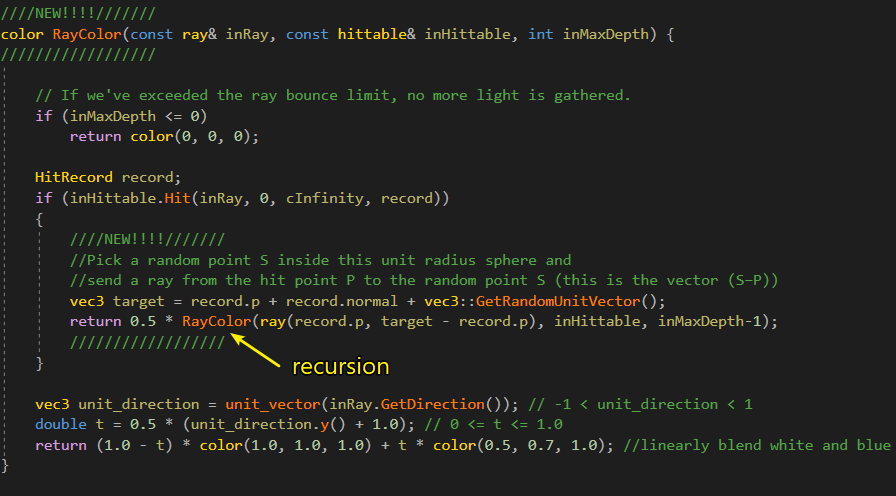 ////NEW!!!!///////
color RayColor(const ray& inRay, const hittable& inHittable, int inMaxDepth) {
//////////////////
// If we've exceeded the ray bounce limit, no more light is gathered.
if (inMaxDepth <= 0)
return color(0, 0, 0);
HitRecord record;
if (inHittable.Hit(inRay, 0, cInfinity, record))
{
////NEW!!!!///////
//Pick a random point S inside this unit radius sphere and
//send a ray from the hit point P to the random point S (this is the vector (S-P))
vec3 target = record.p + record.normal + vec3::GetRandomUnitVector();
return 0.5 * RayColor(ray(record.p, target - record.p), inHittable, inMaxDepth-1);
//////////////////
recursion
}
vec3 unit_direction = unit_vector(inRay.GetDirection()); // -1 < unit_direction < 1
double t = 0.5 * (unit_direction.y() + 1.0); // 0 <= t <= 1.0
return (1.0 - t) * color(1.0, 1.0, 1.0) + t * color(0.5, 0.7, 1.0); //linearly blend white and blue
}